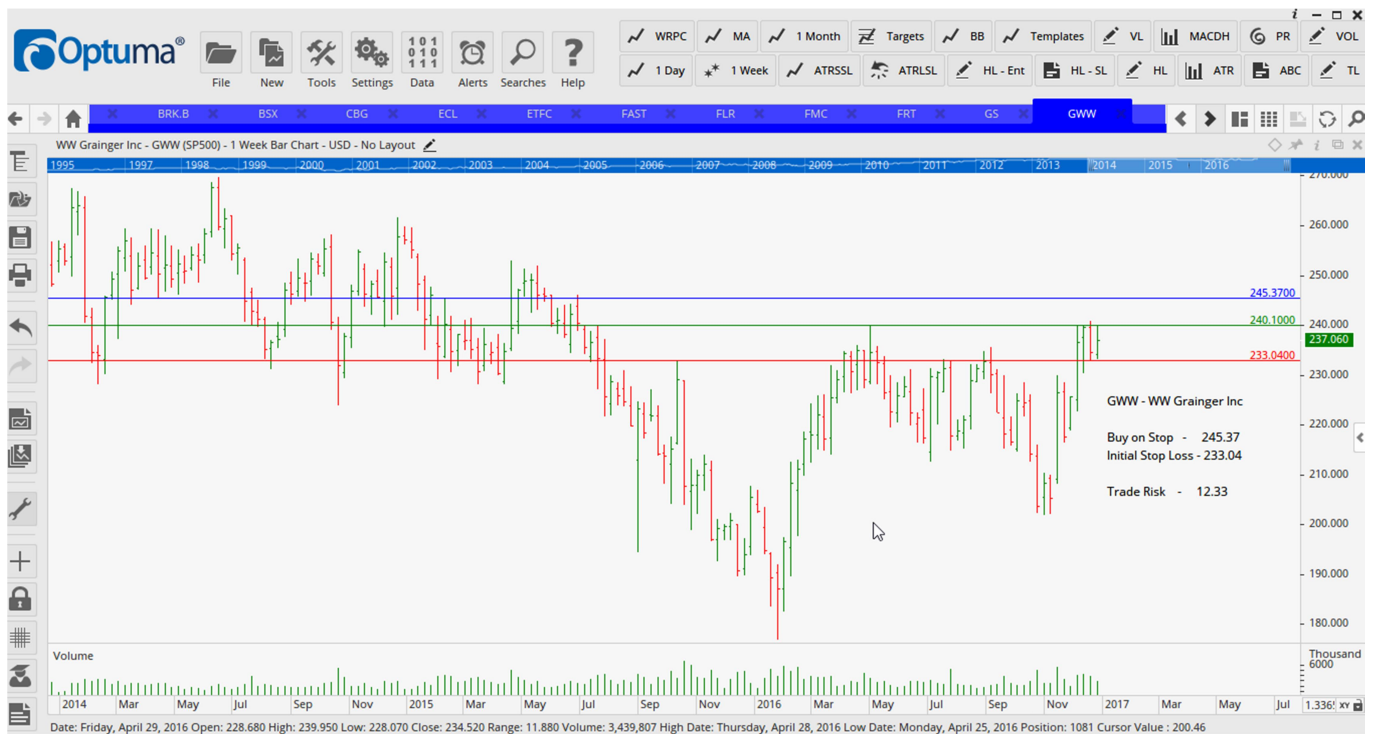 i
Optuma®
File New Tools Settings Data Alerts Searches Help
WRPC MA 1 Month Targets BB Templates VL MACDH PR VOL
1 Day 1 Week ATRSSL ATRLSL HL - Ent HL - SL HL ATR ABC TL
BRK.B BSX CBG ECL ETFC FAST FLR FMC FRT GS GWW
WW Grainger Inc - GWW (SP500) - 1 Week Bar Chart - USD - No Layout
1995 1997 1998 1999 2000 2001 2002 2003 2004 2005 2006 2007 2008 2009 2010 2011 2012 2013 2014 2015 2016
270.000
260.000
250.000
245.3700
240.1000
240.000
237.060
233.0400
230.000
GWW - WW Grainger Inc
220.000
Buy on Stop - 245.37
Initial Stop Loss - 233.04
210.000
Trade Risk - 12.33
200.000
190.000
180.000
Volume
Thousand
6000
2014 Mar May Jul Sep Nov 2015 Mar May Jul Sep Nov 2016 Mar May Jul Sep Nov 2017 Mar May Jul XY
Date: Friday, April 29, 2016 Open: 228.680 High: 239.950 Low: 228.070 Close: 234.520 Range: 11.880 Volume: 3,439,807 High Date: Thursday, April 28, 2016 Low Date: Monday, April 25, 2016 Position: 1081 Cursor Value : 200.46